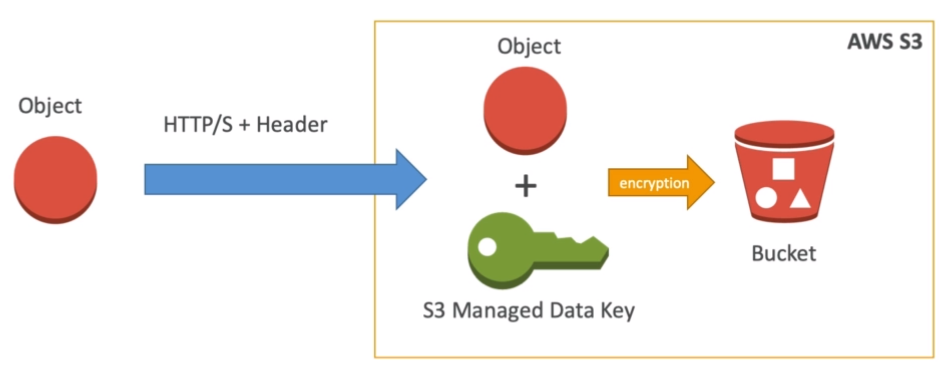 Object
HTTP/S + Header
AWS S3
Object
+
S3 Managed Data Key
encryption
Bucket